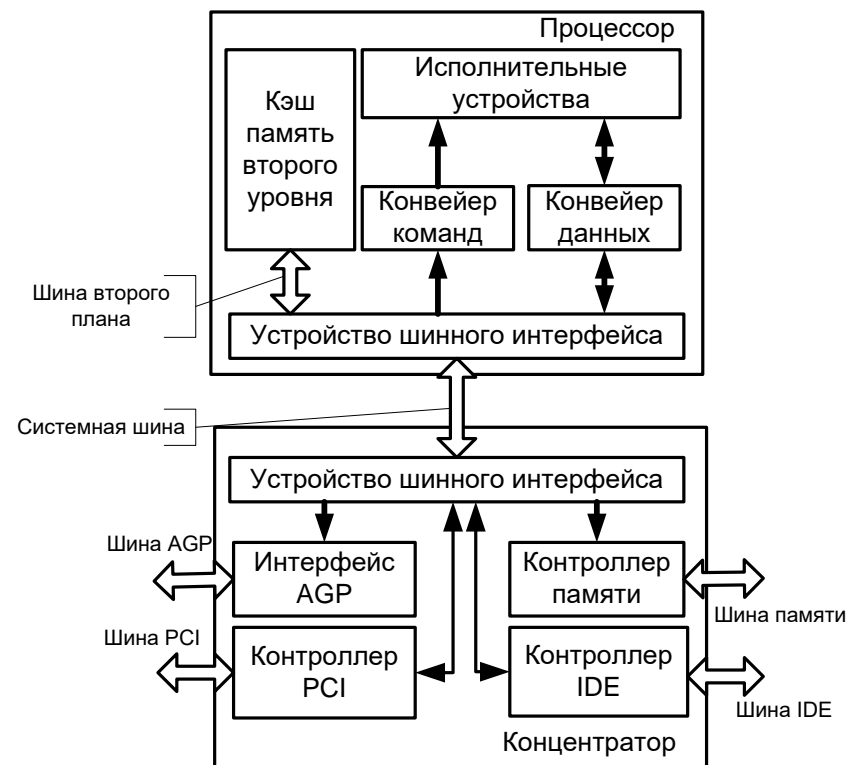 Процессор
Кэш
память
второго
уровня
Исполнительные
устройства
Конвейер
команд
Конвейер
данных
Шина второго
плана
Устройство шинного интерфейса
Системная шина
Устройство шинного интерфейса
Шина AGP
Интерфейс
AGP
Контроллер
памяти
Шина памяти
Шина PCI
Контроллер
PCI
Контроллер
IDE
Шина IDE
Концентратор